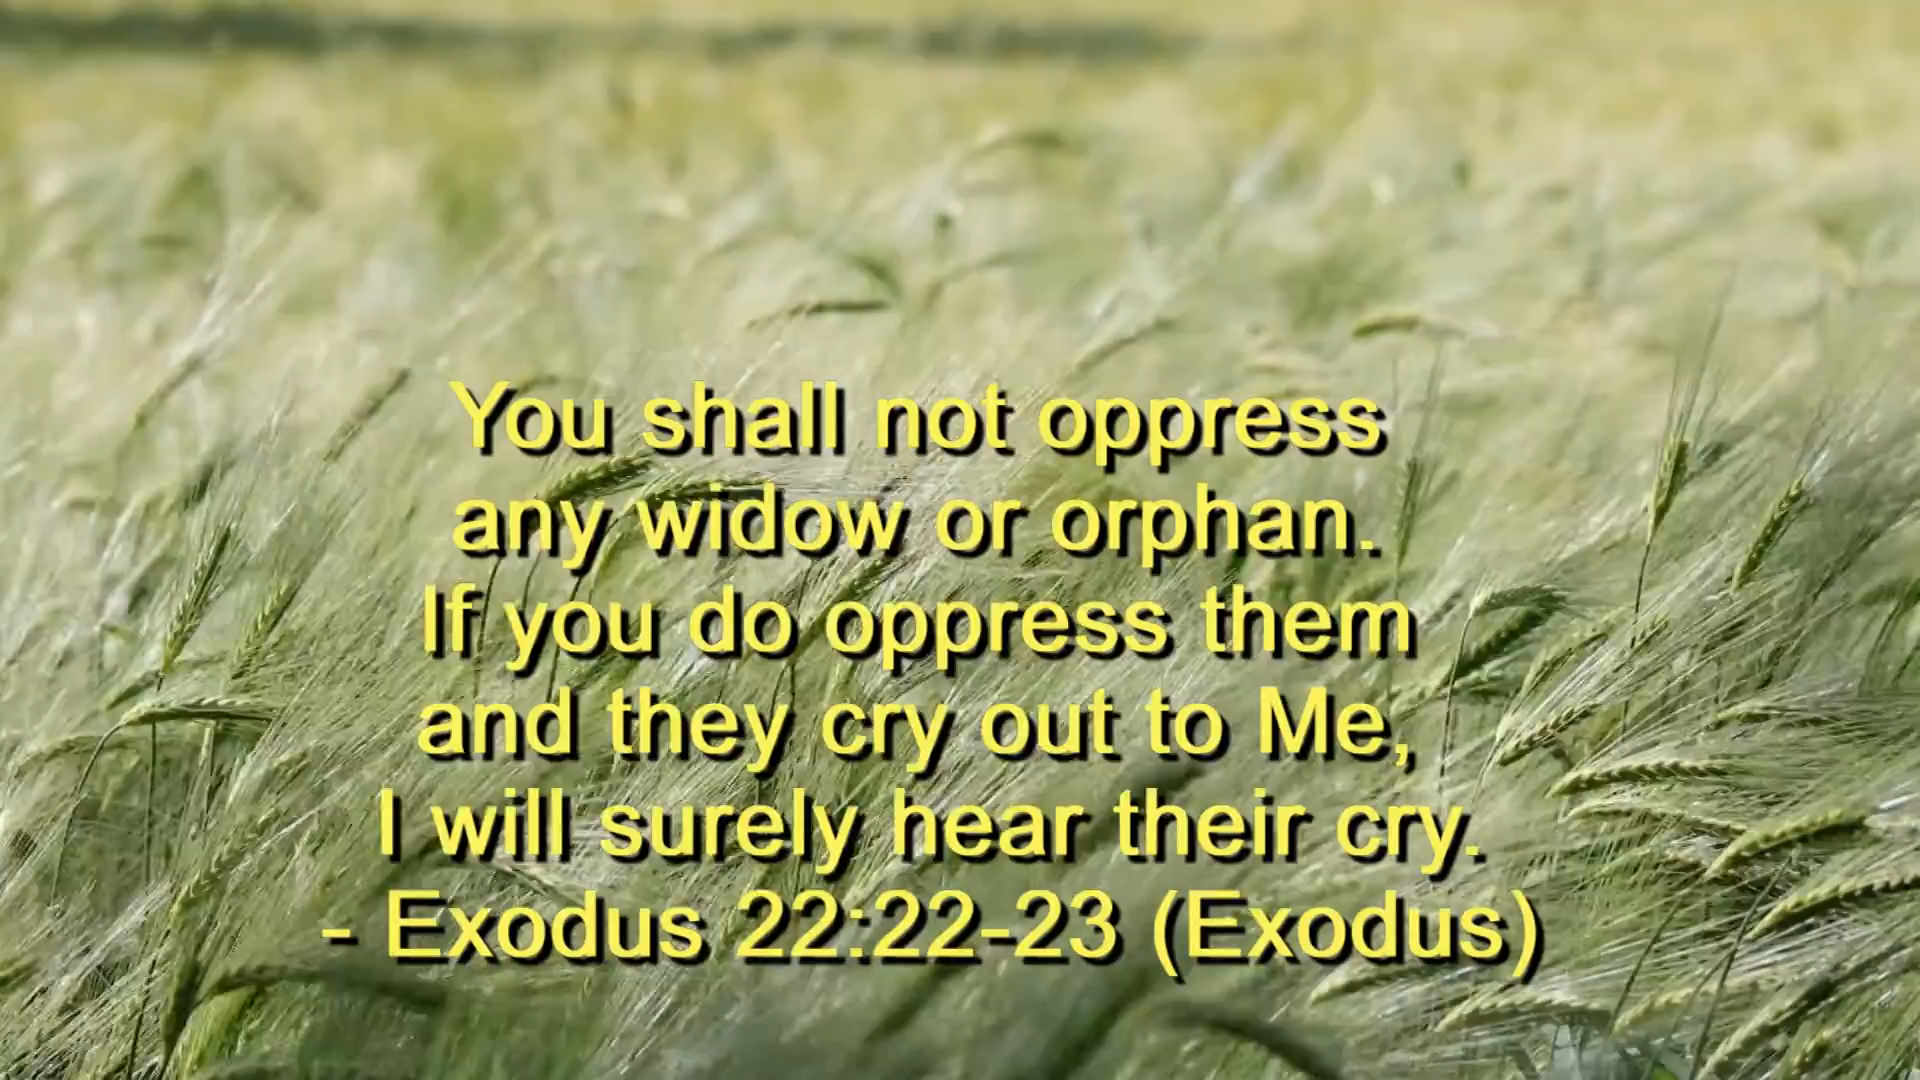 You shall not oppress
any widow or orphan.
If you do oppress them
and they cry out to Me,
I will surely hear their cry.
- Exodus 22:22-23 (Exodus)